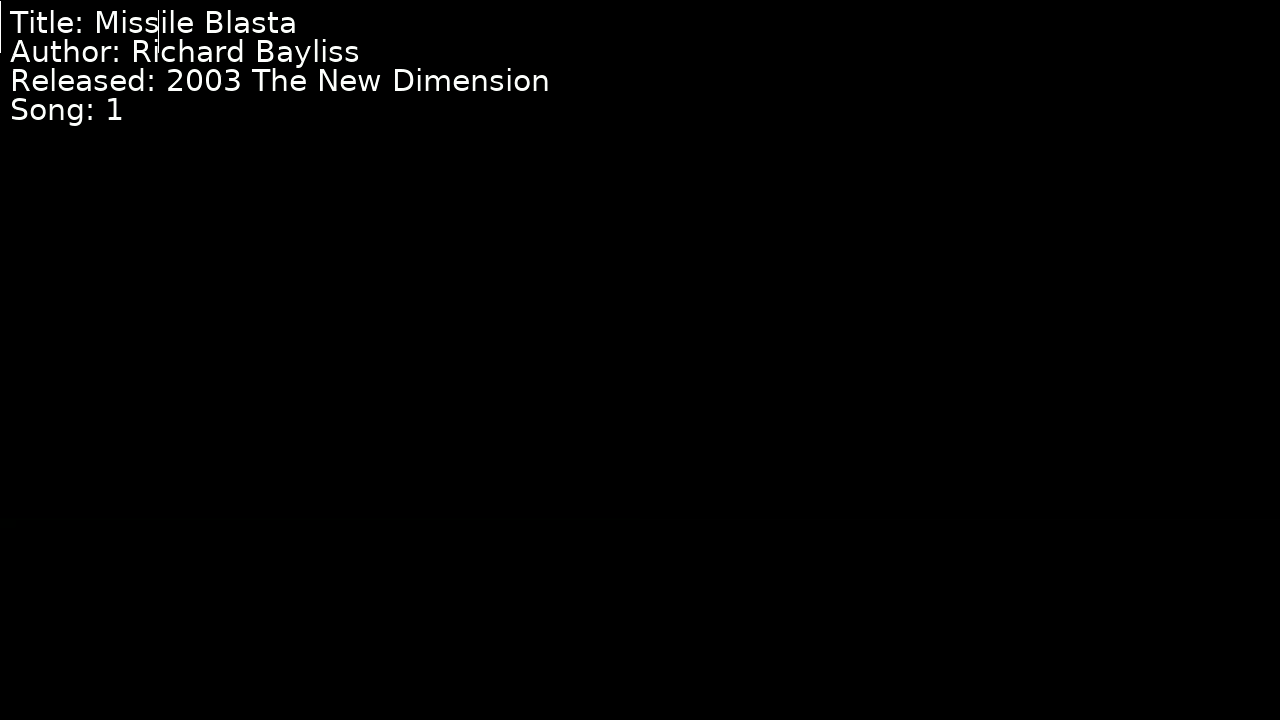 Title: Missile Blasta
Author: Richard Bayliss
Released: 2003 The New Dimension
Song: 1